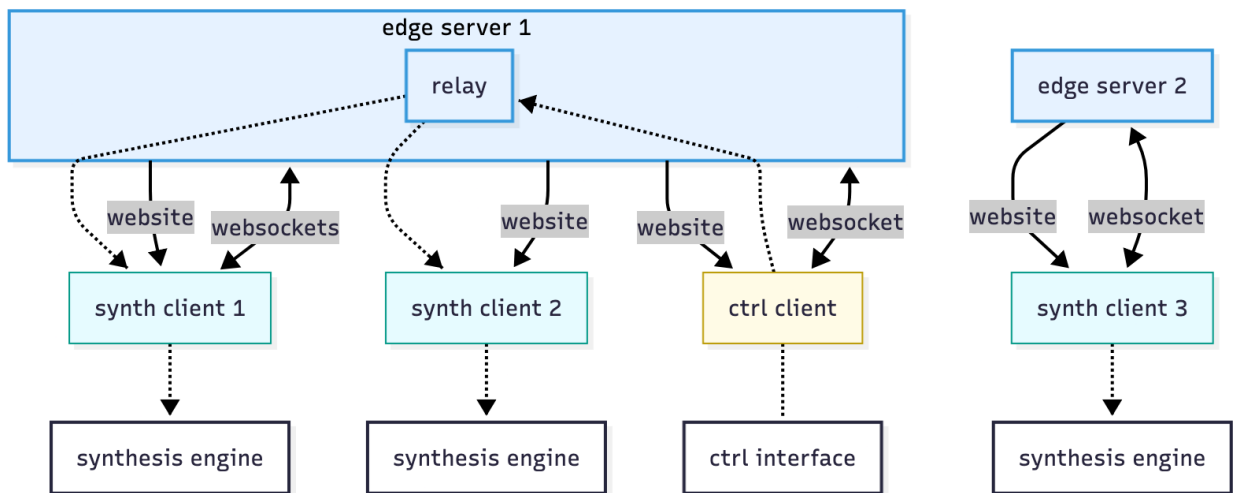 edge server 1
relay
edge server 2
website
websockets
website
website
websocket
website
websocket
synth client 1
synth client 2
ctrl client
synth client 3
synthesis engine
synthesis engine
ctrl interface
synthesis engine